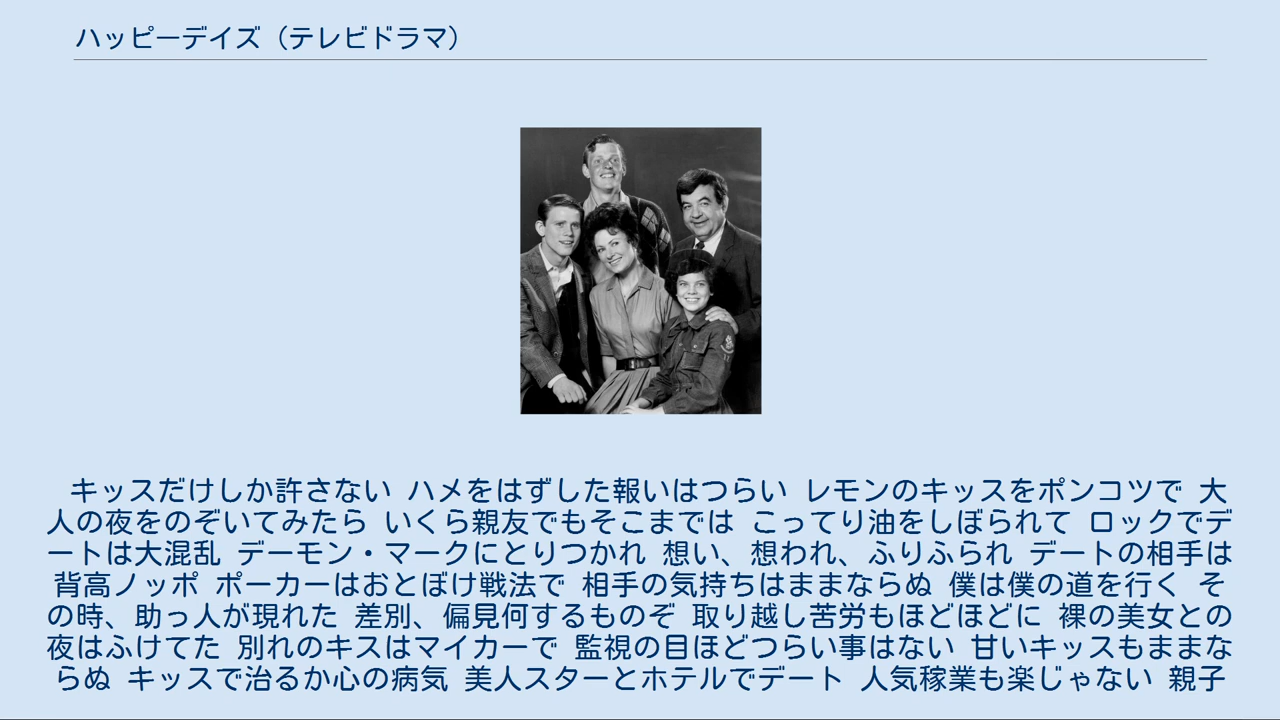 ハッピーデイズ（テレビドラマ）
キッスだけしか許さない ハメをはずした報いはつらい レモンのキッスをポンコツで 大
人の夜をのぞいてみたら いくら親友でもそこまでは こってり油をしぼられて ロックでデ
ートは大混乱 デーモン・マークにとりつかれ 想い、想われ、ふりふられ デートの相手は
背高ノッポ ポーカーはおとぼけ戦法で 相手の気持ちはままならぬ 僕は僕の道を行く そ
の時、助っ人が現れた 差別、偏見何するものぞ 取り越し苦労もほどほどに 裸の美女との
夜はふけてた 別れのキスはマイカーで 監視の目ほどつらい事はない 甘いキッスもままな
らぬ キッスで治るか心の病気 美人スターとホテルでデート 人気稼業も楽じゃない 親子